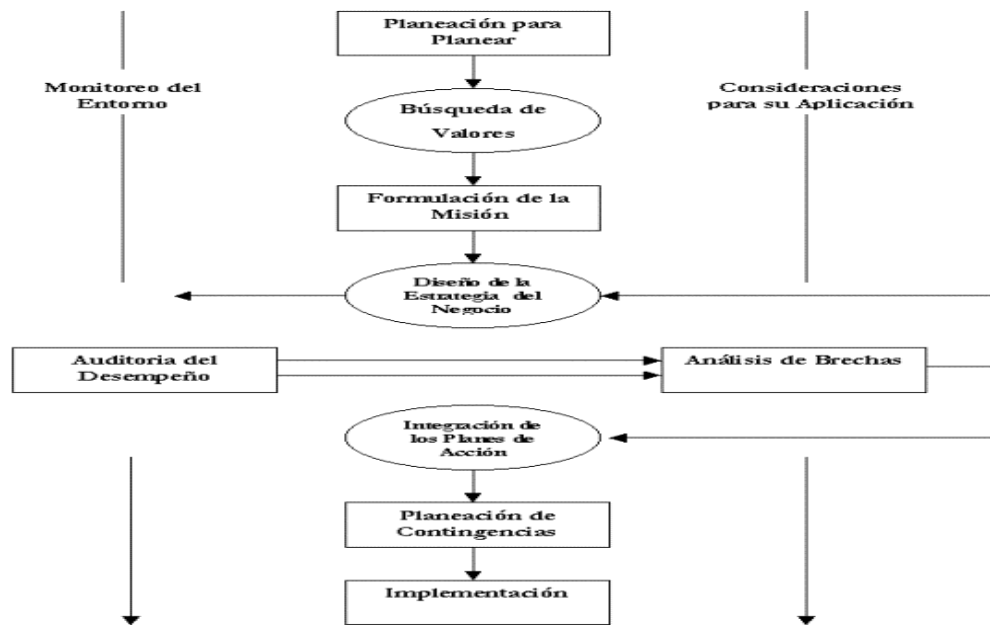 Planeación para
Planear
Monitoreo del
Entorno
Consideraciones
para su Aplicación
Búsqueda de
Valores
Formulación de la
Misión
Diseño de la
Estrategia del
Negocio
Auditoria del
Desempeño
Análisis de Brechas
Integración de
los Planes de
Acción
Planeación de
Contingencias
Implementación